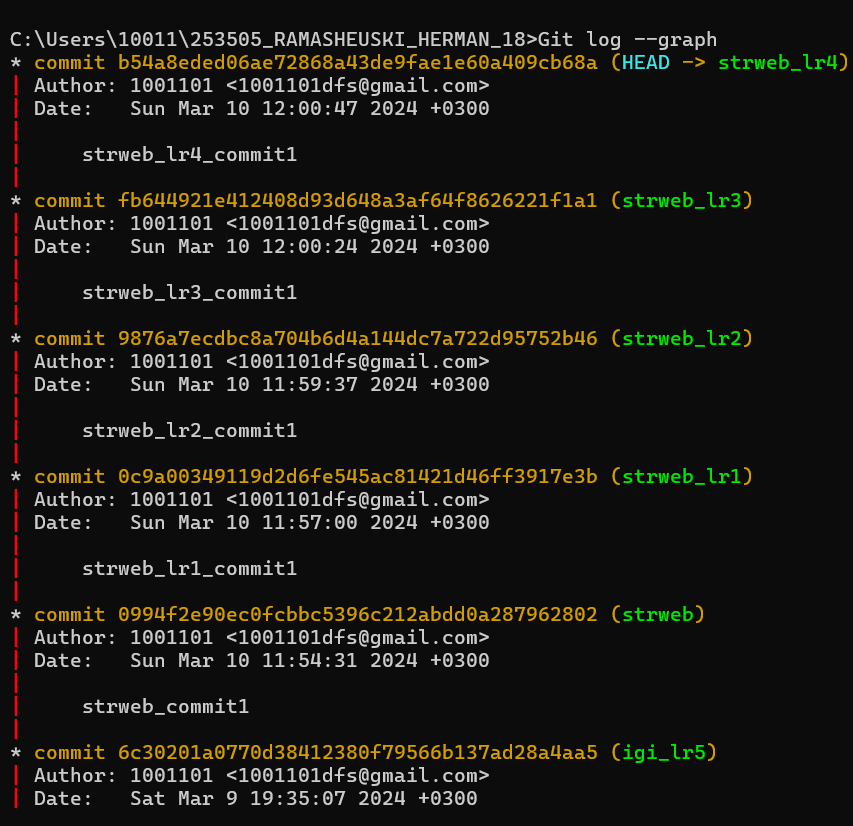 C:\Users\10011\253505_RAMASHEUSKI_HERMAN_18>Git log --graph
* commit b54a8eded06ae72868a43de9fae1e60a409cb68a (HEAD -> strweb_lr4)
| Author: 1001101 <1001101dfs@gmail.com>
| Date:   Sun Mar 10 12:00:47 2024 +0300
|
|     strweb_lr4_commit1
|
* commit fb644921e412408d93d648a3af64f8626221f1a1 (strweb_lr3)
| Author: 1001101 <1001101dfs@gmail.com>
| Date:   Sun Mar 10 12:00:24 2024 +0300
|
|     strweb_lr3_commit1
|
* commit 9876a7ecdbc8a704b6d4a144dc7a722d95752b46 (strweb_lr2)
| Author: 1001101 <1001101dfs@gmail.com>
| Date:   Sun Mar 10 11:59:37 2024 +0300
|
|     strweb_lr2_commit1
|
* commit 0c9a00349119d2d6fe545ac81421d46ff3917e3b (strweb_lr1)
| Author: 1001101 <1001101dfs@gmail.com>
| Date:   Sun Mar 10 11:57:00 2024 +0300
|
|     strweb_lr1_commit1
|
* commit 0994f2e90ec0fcbbc5396c212abdd0a287962802 (strweb)
| Author: 1001101 <1001101dfs@gmail.com>
| Date:   Sun Mar 10 11:54:31 2024 +0300
|
|     strweb_commit1
|
* commit 6c30201a0770d38412380f79566b137ad28a4aa5 (igi_lr5)
| Author: 1001101 <1001101dfs@gmail.com>
| Date:   Sat Mar 9 19:35:07 2024 +0300